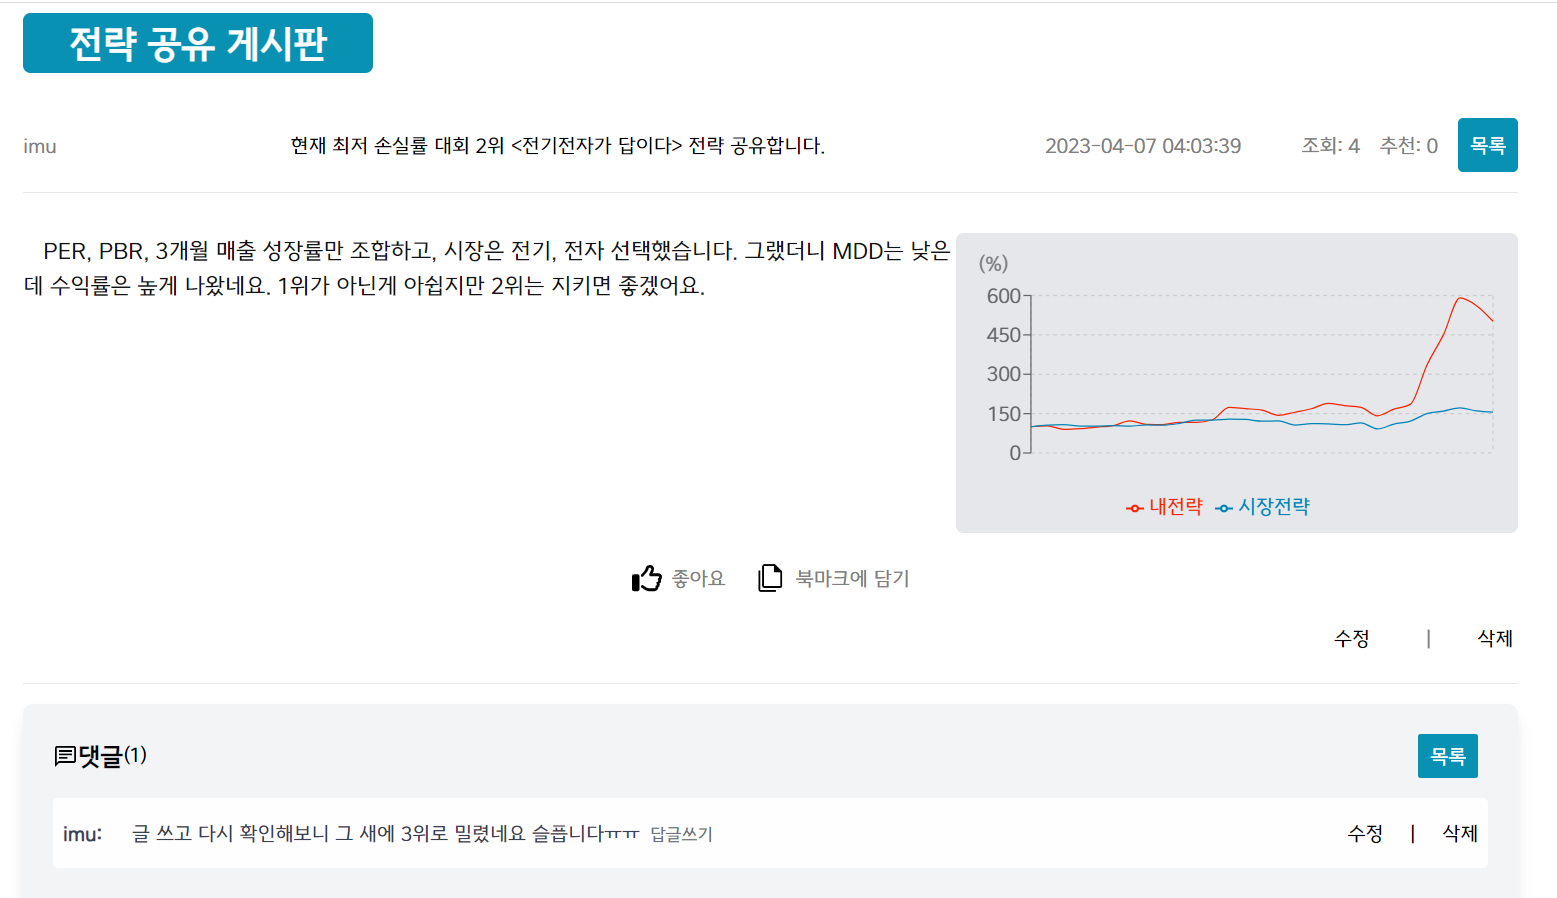 전략 공유 게시판
imu 현재 최저 손실률 대회 2위 <전기전자가 답이다> 전략 공유합니다. 2023-04-07 04:03:39 조회: 4 추천: 0 목록
PER, PBR, 3개월 매출 성장률만 조합하고, 시장은 전기, 전자 선택했습니다. 그랬더니 MDD는 낮은
데 수익률은 높게 나왔네요. 1위가 아닌게 아쉽지만 2위는 지키면 좋겠어요.
(%)
600
450
300
150
0
내전략 시장전략
좋아요 북마크에 담기
수정 | 삭제
댓글(1) 목록
imu: 글 쓰고 다시 확인해보니 그 새에 3위로 밀렸네요 슬픕니다ㅠㅠ 답글쓰기 수정 | 삭제